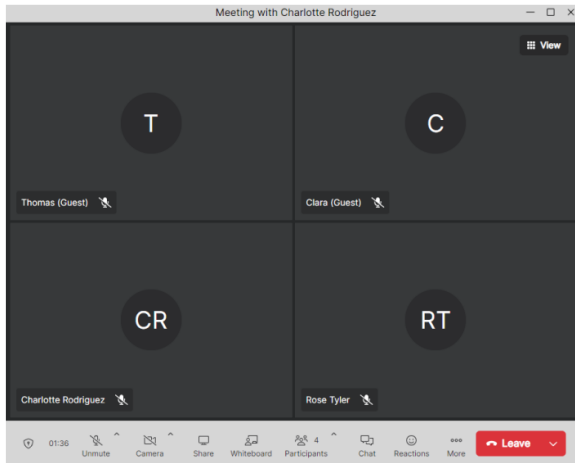 Meeting with Charlotte Rodriguez
View
T
C
Thomas (Guest)
Clara (Guest)
CR
RT
Charlotte Rodriguez
Rose Tyler
01:36
Unmute
Camera
Share
Whiteboard
4
Participants
Chat
Reactions
More
Leave